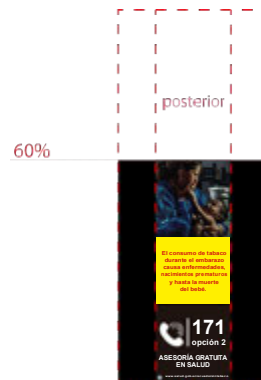 posterior
60%
El consumo de tabaco
durante el embarazo
causa enfermedades,
nacimientos prematuros
y hasta la muerte
del bebé.
171
opción 2
ASESORÍA GRATUITA
EN SALUD